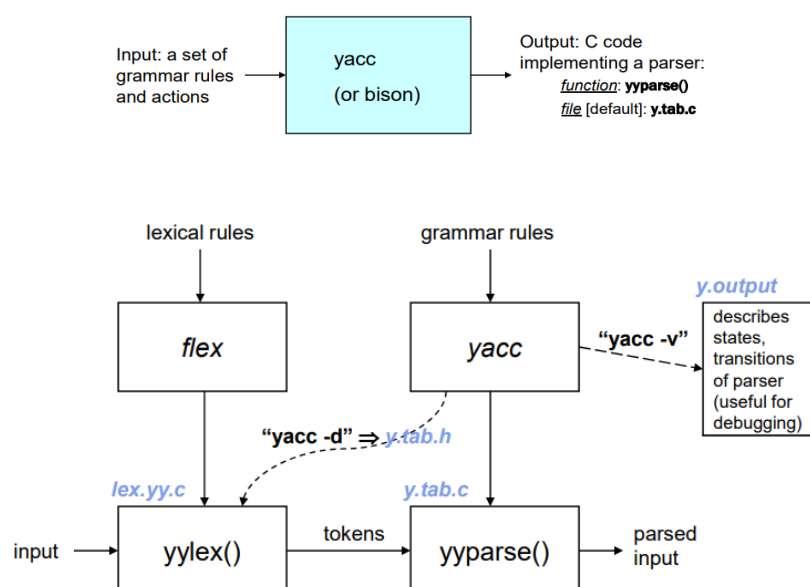 Input: a set of
grammar rules
and actions
yacc
(or bison)
Output: C code
implementing a parser:
function: yyparse()
file [default]: y.tab.c
lexical rules
grammar rules
flex
yacc
"yacc -v"
y.output
describes
states,
transitions
of parser
(useful for
debugging)
"yacc -d" ⇒ y.tab.h
lex.yy.c
y.tab.c
input
yylex()
tokens
yyparse()
parsed
input